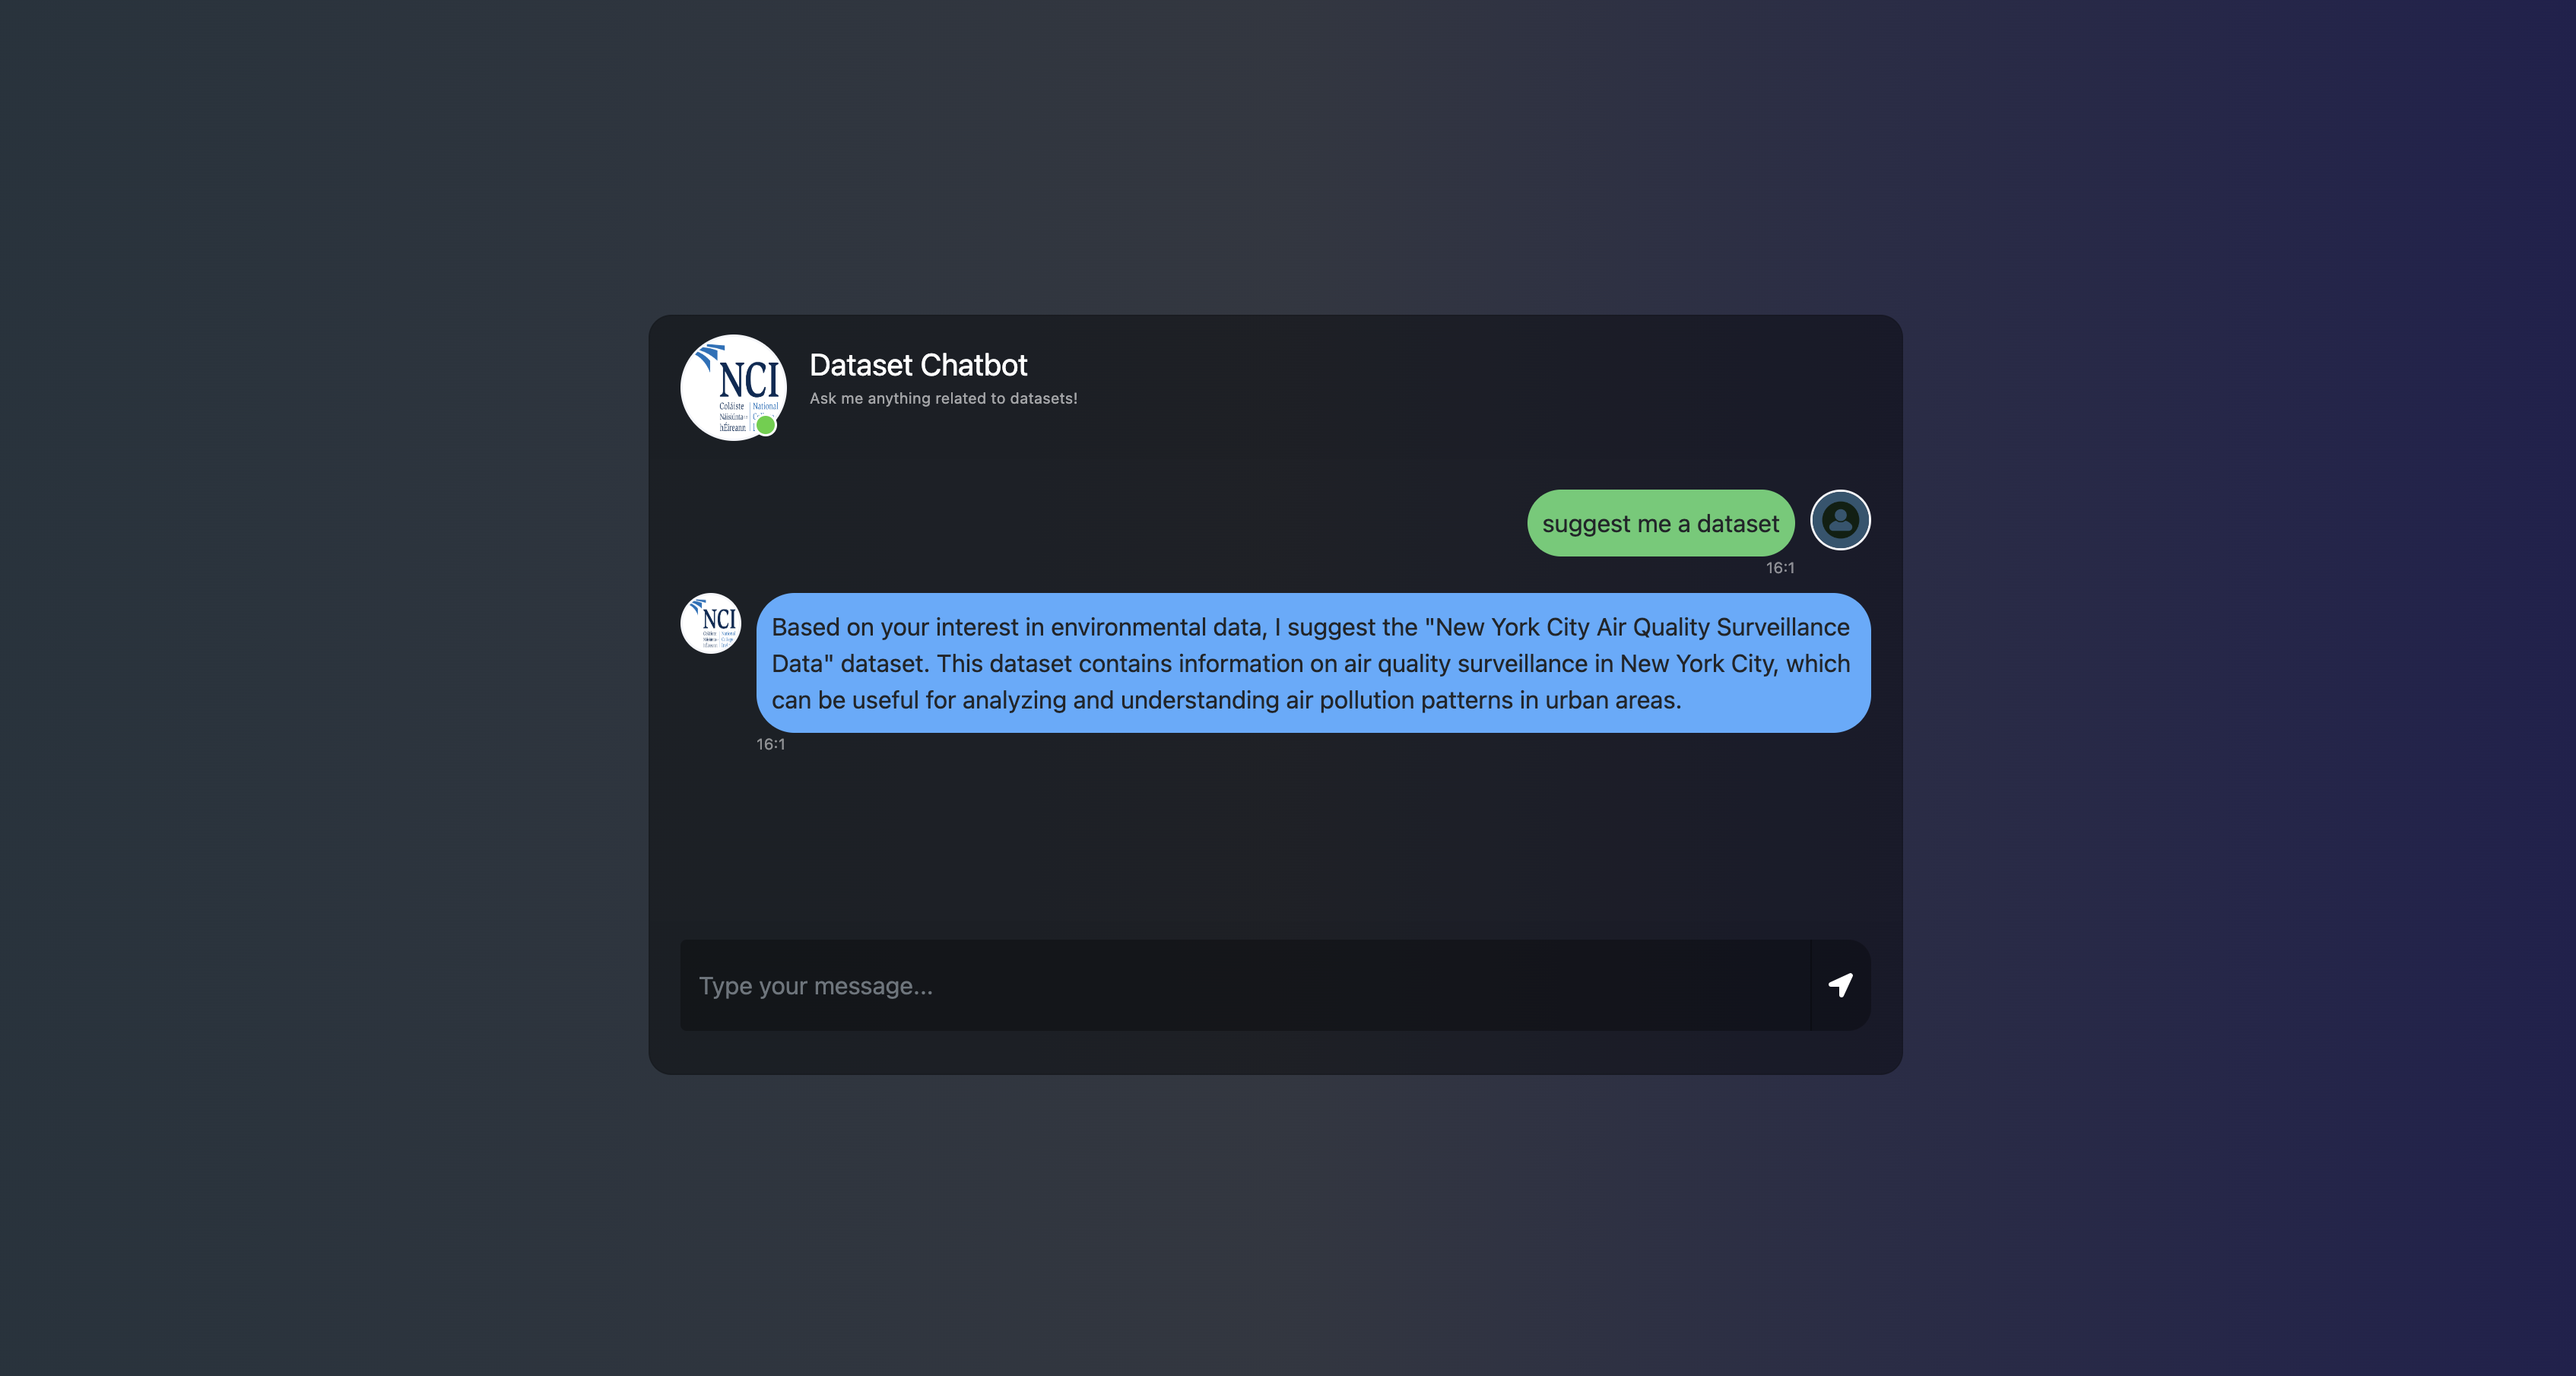 NCI
Coláiste National
Náisiúnta
hÉireann
Dataset Chatbot
Ask me anything related to datasets!
suggest me a dataset
16:1
NCI
Based on your interest in environmental data, I suggest the "New York City Air Quality Surveillance
Data" dataset. This dataset contains information on air quality surveillance in New York City, which
can be useful for analyzing and understanding air pollution patterns in urban areas.
16:1
Type your message...